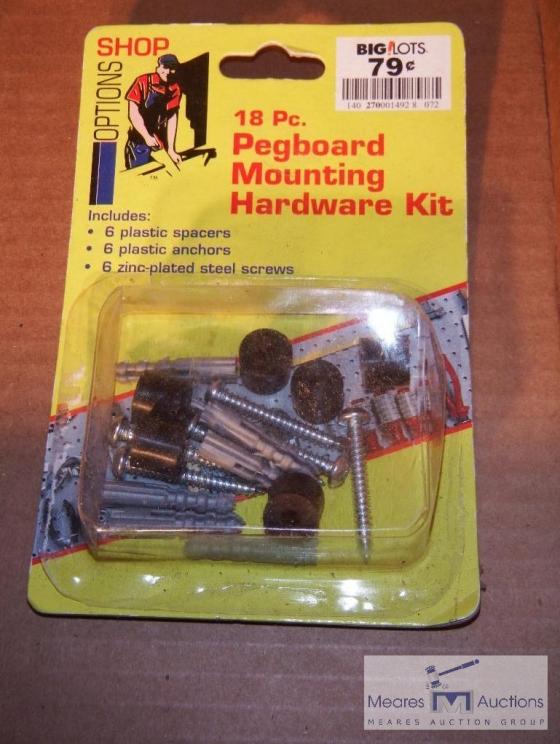 SHOP
OPTIONS
™
BIG!LOTS.
79¢
140 270001492 8 072
18 Pc.
Pegboard
Mounting
Hardware Kit
Includes:
• 6 plastic spacers
• 6 plastic anchors
• 6 zinc-plated steel screws
Meares M Auctions
MEARES AUCTION GROUP